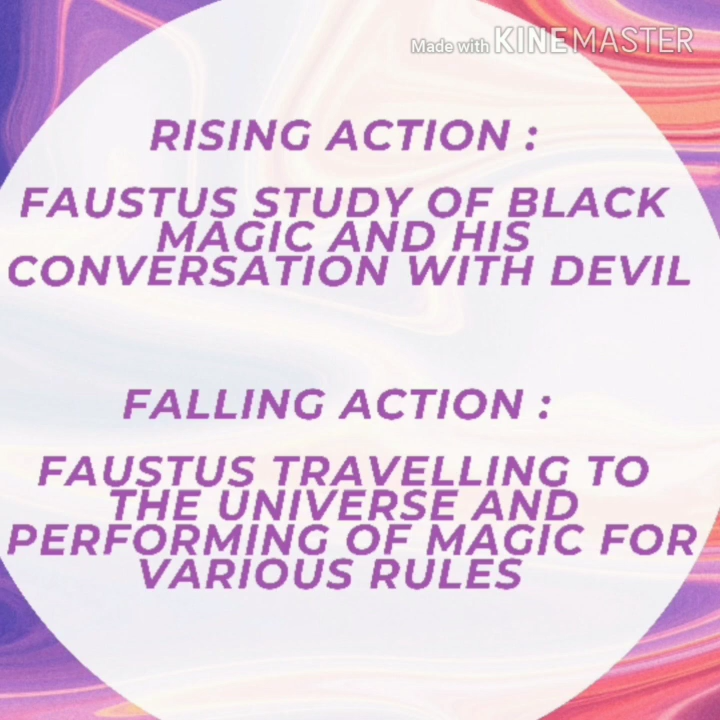 Made with KINEMASTER
RISING ACTION :
FAUSTUS STUDY OF BLACK
MAGIC AND HIS
CONVERSATION WITH DEVIL
FALLING ACTION :
FAUSTUS TRAVELLING TO
THE UNIVERSE AND
PERFORMING OF MAGIC FOR
VARIOUS RULES